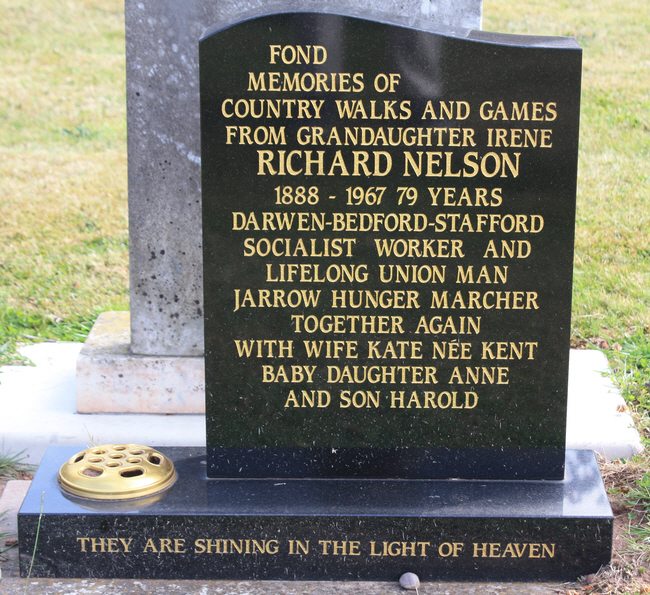 FOND
MEMORIES OF
COUNTRY WALKS AND GAMES
FROM GRANDAUGHTER IRENE
RICHARD NELSON
1888 - 1967 79 YEARS
DARWEN-BEDFORD-STAFFORD
SOCIALIST WORKER AND
LIFELONG UNION MAN
JARROW HUNGER MARCHER
TOGETHER AGAIN
WITH WIFE KATE NÉE KENT
BABY DAUGHTER ANNE
AND SON HAROLD
THEY ARE SHINING IN THE LIGHT OF HEAVEN